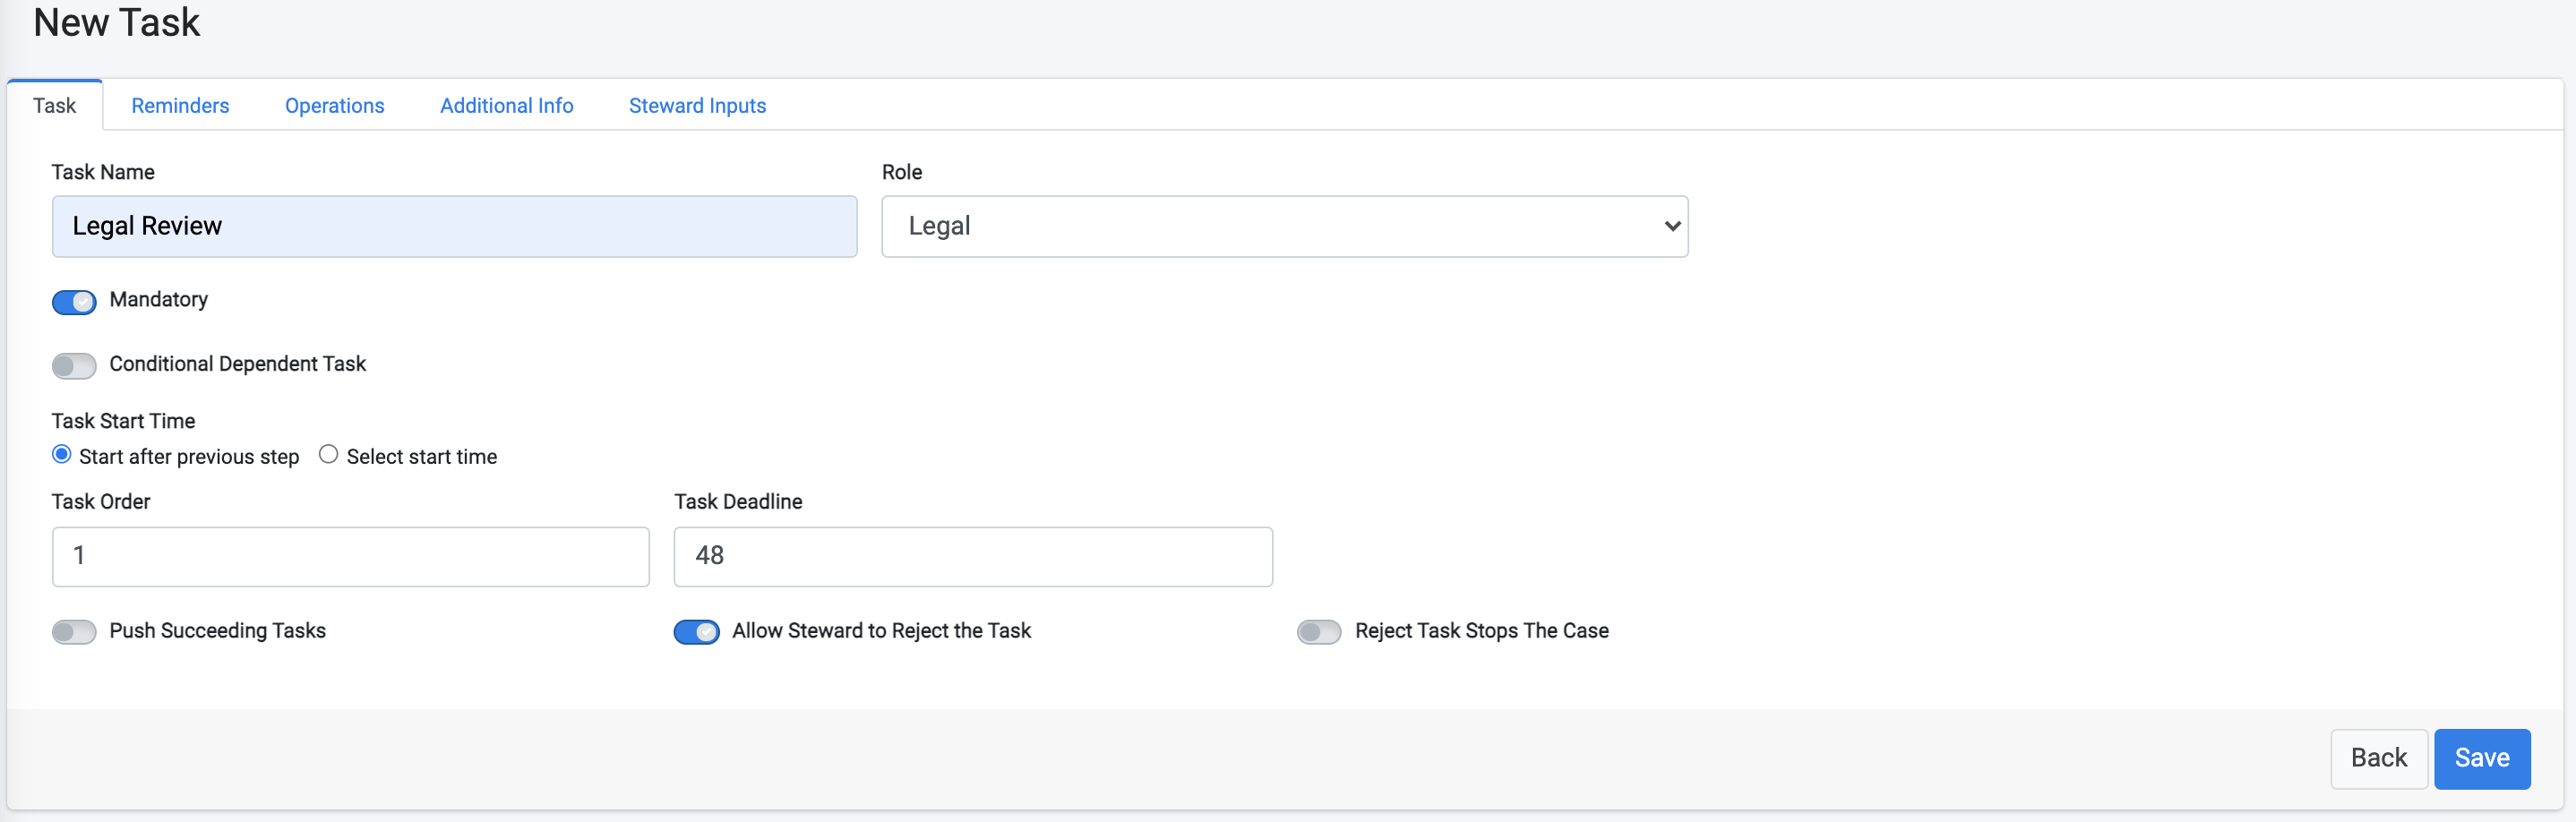 New Task
Task Reminders Operations Additional Info Steward Inputs
Task Name Role
Legal Review Legal
Mandatory
Conditional Dependent Task
Task Start Time
Start after previous step Select start time
Task Order Task Deadline
1 48
Push Succeeding Tasks Allow Steward to Reject the Task Reject Task Stops The Case
Back Save